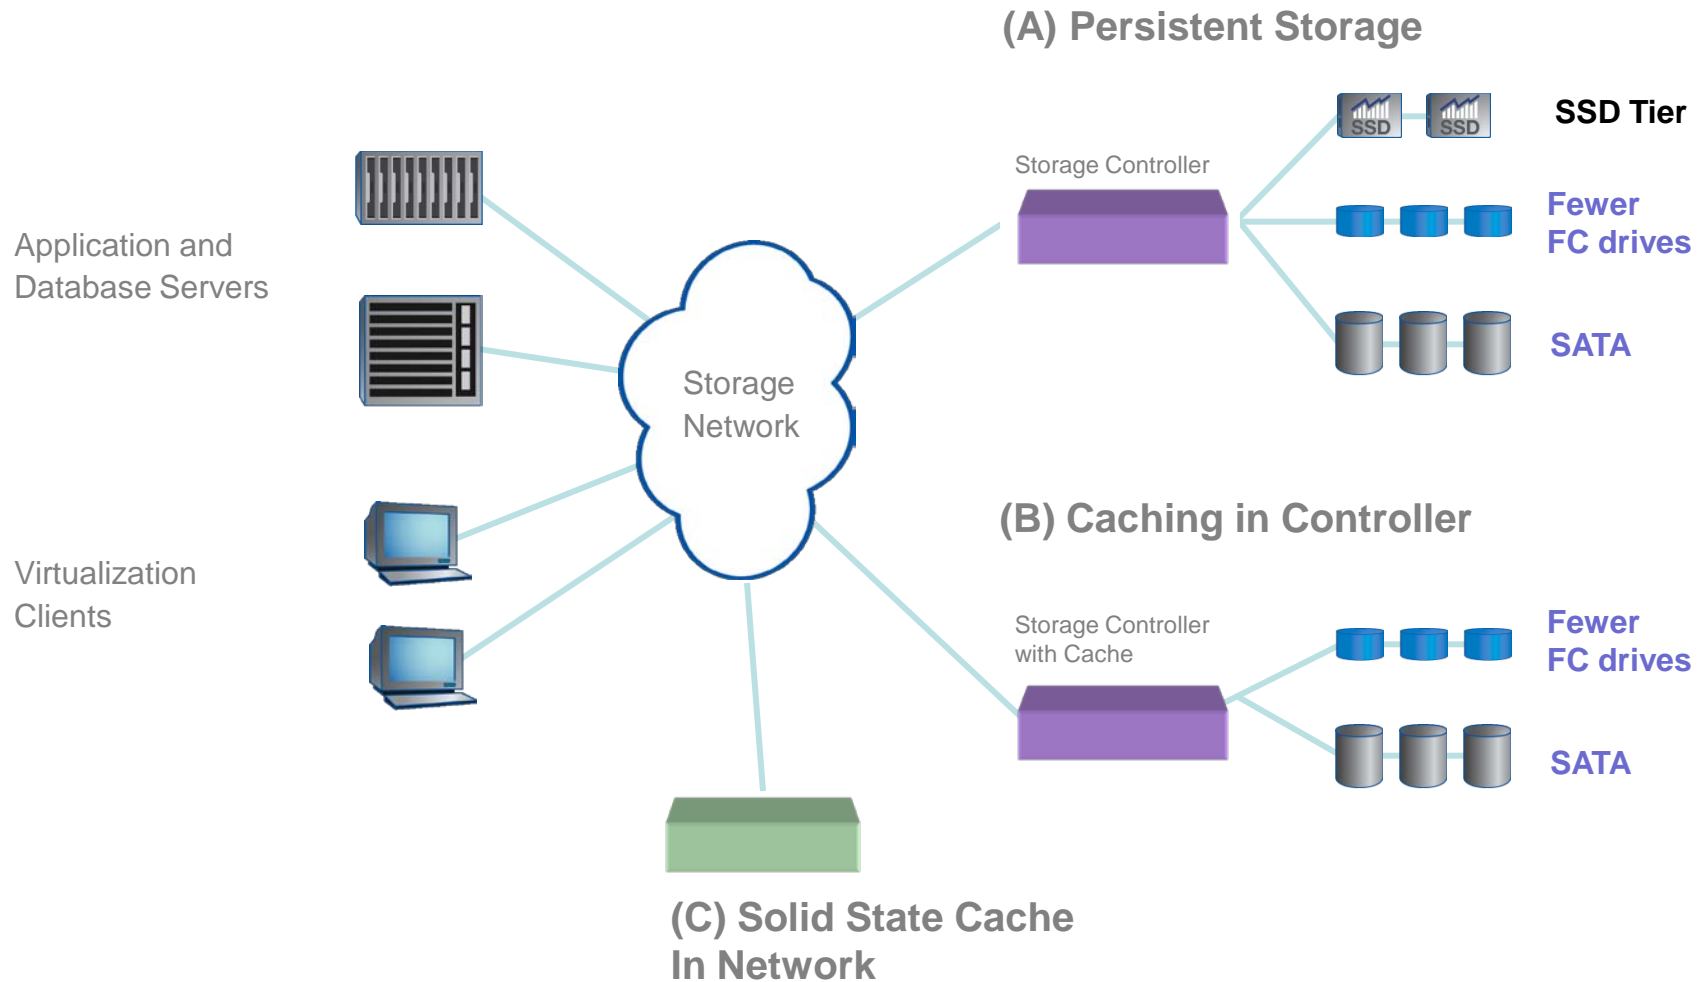 (A) Persistent Storage
SSD Tier
SSD
SSD
Storage Controller
Fewer
FC drives
SATA
Application and
Database Servers
Storage
Network
(B) Caching in Controller
Virtualization
Clients
Storage Controller
with Cache
Fewer
FC drives
SATA
(C) Solid State Cache
In Network